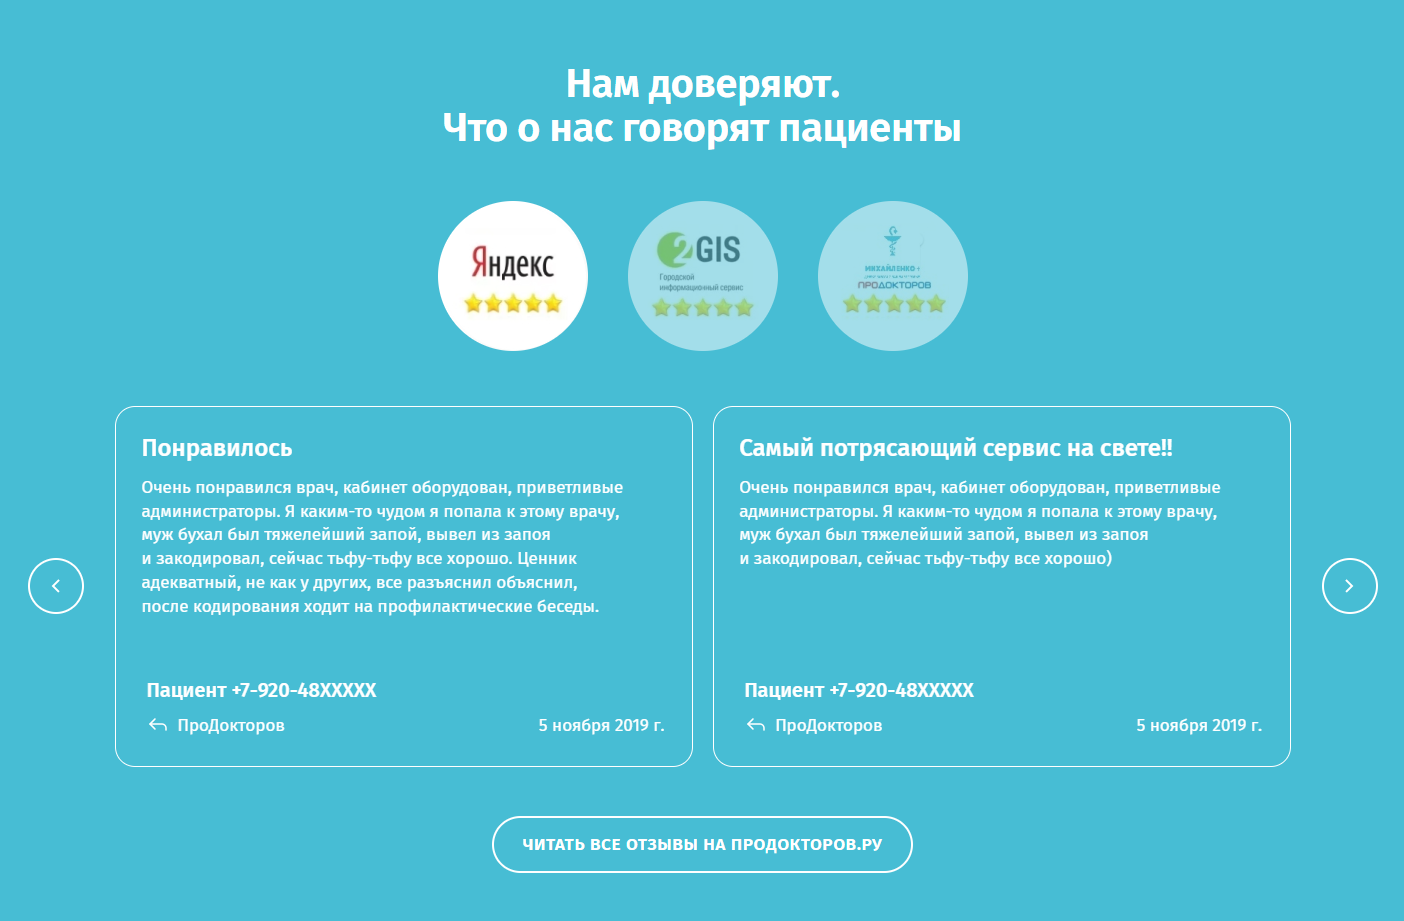 Нам доверяют.
Что о нас говорят пациенты
Яндекс
2GIS
Городской
информационный сервис
МИХАЙЛЕНКО
ПРОДОКТОРОВ
Понравилось
Очень понравился врач, кабинет оборудован, приветливые
администраторы. Я каким-то чудом я попала к этому врачу,
муж бухал был тяжелейший запой, вывел из запоя
и закодировал, сейчас тьфу-тьфу все хорошо. Ценник
адекватный, не как у других, все разъяснил объяснил,
после кодирования ходит на профилактические беседы.
Пациент +7-920-48XXXXX
ПроДокторов
5 ноября 2019 г.
Самый потрясающий сервис на свете!!
Очень понравился врач, кабинет оборудован, приветливые
администраторы. Я каким-то чудом я попала к этому врачу,
муж бухал был тяжелейший запой, вывел из запоя
и закодировал, сейчас тьфу-тьфу все хорошо)
Пациент +7-920-48XXXXX
ПроДокторов
5 ноября 2019 г.
ЧИТАТЬ ВСЕ ОТЗЫВЫ НА ПРОДОКТОРОВ.РУ